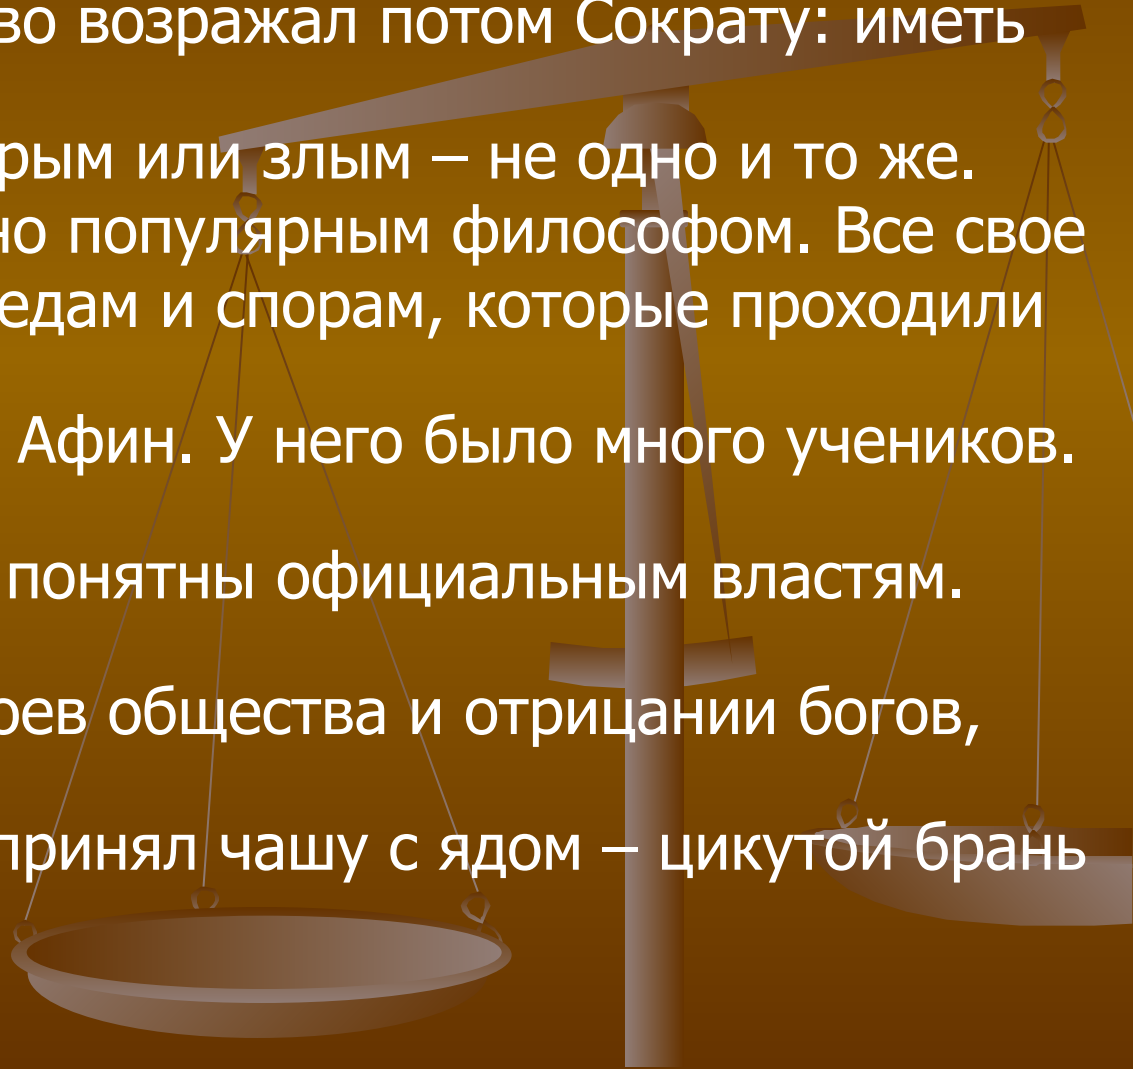 во возражал потом Сократу: иметь
рым или злым – не одно и то же.
но популярным философом. Все свое
едам и спорам, которые проходили
Афин. У него было много учеников.
понятны официальным властям.
оев общества и отрицании богов,
принял чашу с ядом – цикутой брань